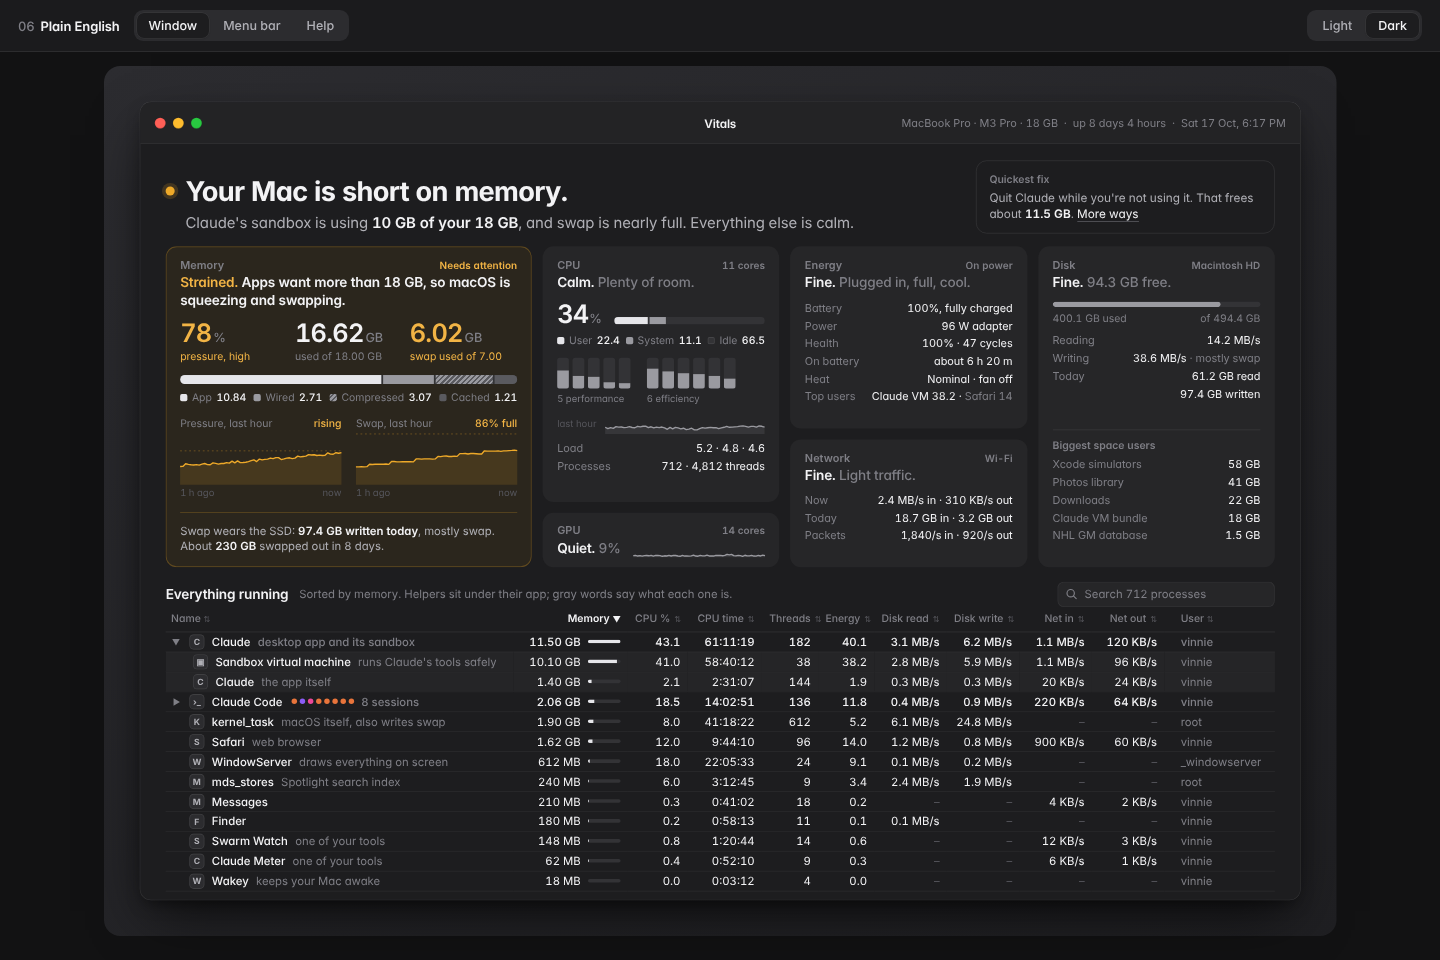 06 Plain English Window Menu bar Help Light Dark
Vitals MacBook Pro · M3 Pro · 18 GB · up 8 days 4 hours · Sat 17 Oct, 6:17 PM
Your Mac is short on memory.
Claude's sandbox is using 10 GB of your 18 GB, and swap is nearly full. Everything else is calm.
Quickest fix
Quit Claude while you're not using it. That frees
about 11.5 GB. More ways
Memory Needs attention
Strained. Apps want more than 18 GB, so macOS is
squeezing and swapping.
78% 16.62GB 6.02GB
pressure, high used of 18.00 GB swap used of 7.00
App 10.84 Wired 2.71 Compressed 3.07 Cached 1.21
Pressure, last hour rising Swap, last hour 86% full
1 h ago now 1 h ago now
Swap wears the SSD: 97.4 GB written today, mostly swap.
About 230 GB swapped out in 8 days.
CPU 11 cores
Calm. Plenty of room.
34%
User 22.4 System 11.1 Idle 66.5
5 performance 6 efficiency
last hour
Load 5.2 · 4.8 · 4.6
Processes 712 · 4,812 threads
GPU 14 cores
Quiet. 9%
Energy On power
Fine. Plugged in, full, cool.
Battery 100%, fully charged
Power 96 W adapter
Health 100% · 47 cycles
On battery about 6 h 20 m
Heat Nominal · fan off
Top users Claude VM 38.2 · Safari 14
Network Wi-Fi
Fine. Light traffic.
Now 2.4 MB/s in · 310 KB/s out
Today 18.7 GB in · 3.2 GB out
Packets 1,840/s in · 920/s out
Disk Macintosh HD
Fine. 94.3 GB free.
400.1 GB used of 494.4 GB
Reading 14.2 MB/s
Writing 38.6 MB/s · mostly swap
Today 61.2 GB read
97.4 GB written
Biggest space users
Xcode simulators 58 GB
Photos library 41 GB
Downloads 22 GB
Claude VM bundle 18 GB
NHL GM database 1.5 GB
Everything running Sorted by memory. Helpers sit under their app; gray words say what each one is. Search 712 processes
Name Memory CPU % CPU time Threads Energy Disk read Disk write Net in Net out User
C Claude desktop app and its sandbox 11.50 GB 43.1 61:11:19 182 40.1 3.1 MB/s 6.2 MB/s 1.1 MB/s 120 KB/s vinnie
Sandbox virtual machine runs Claude's tools safely 10.10 GB 41.0 58:40:12 38 38.2 2.8 MB/s 5.9 MB/s 1.1 MB/s 96 KB/s vinnie
C Claude the app itself 1.40 GB 2.1 2:31:07 144 1.9 0.3 MB/s 0.3 MB/s 20 KB/s 24 KB/s vinnie
›_ Claude Code 8 sessions 2.06 GB 18.5 14:02:51 136 11.8 0.4 MB/s 0.9 MB/s 220 KB/s 64 KB/s vinnie
K kernel_task macOS itself, also writes swap 1.90 GB 8.0 41:18:22 612 5.2 6.1 MB/s 24.8 MB/s – – root
S Safari web browser 1.62 GB 12.0 9:44:10 96 14.0 1.2 MB/s 0.8 MB/s 900 KB/s 60 KB/s vinnie
W WindowServer draws everything on screen 612 MB 18.0 22:05:33 24 9.1 0.1 MB/s 0.2 MB/s – – _windowserver
M mds_stores Spotlight search index 240 MB 6.0 3:12:45 9 3.4 2.4 MB/s 1.9 MB/s – – root
M Messages 210 MB 0.3 0:41:02 18 0.2 – – 4 KB/s 2 KB/s vinnie
F Finder 180 MB 0.2 0:58:13 11 0.1 0.1 MB/s – – – vinnie
S Swarm Watch one of your tools 148 MB 0.8 1:20:44 14 0.6 – – 12 KB/s 3 KB/s vinnie
C Claude Meter one of your tools 62 MB 0.4 0:52:10 9 0.3 – – 6 KB/s 1 KB/s vinnie
W Wakey keeps your Mac awake 18 MB 0.0 0:03:12 4 0.0 – – – – vinnie